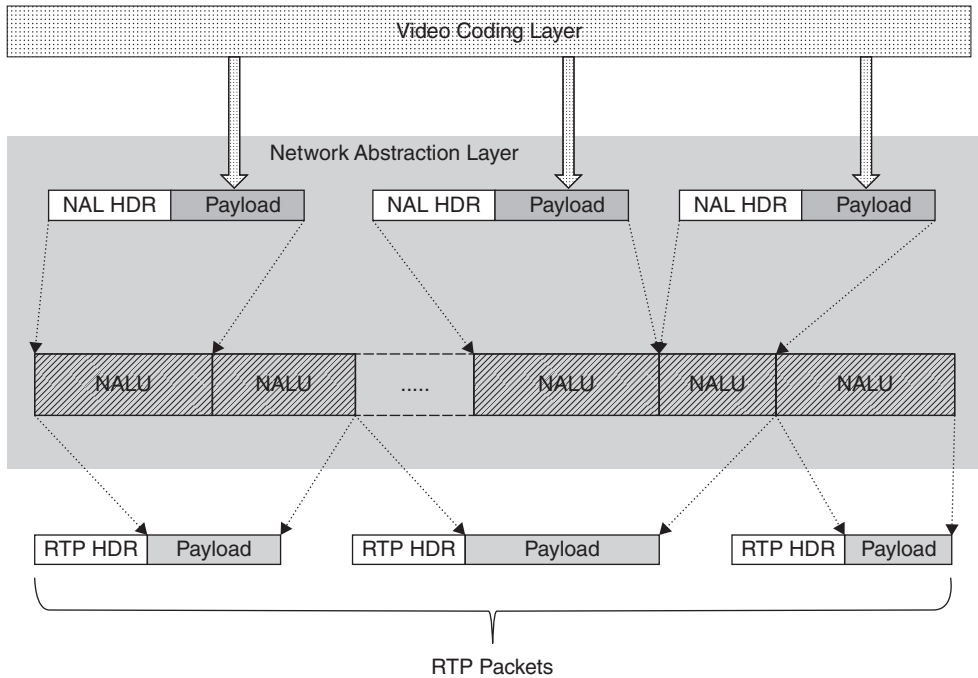 Video Coding Layer
Network Abstraction Layer
NAL HDR Payload NAL HDR Payload NAL HDR Payload
NALU NALU ..... NALU NALU NALU
RTP HDR Payload RTP HDR Payload RTP HDR Payload
RTP Packets